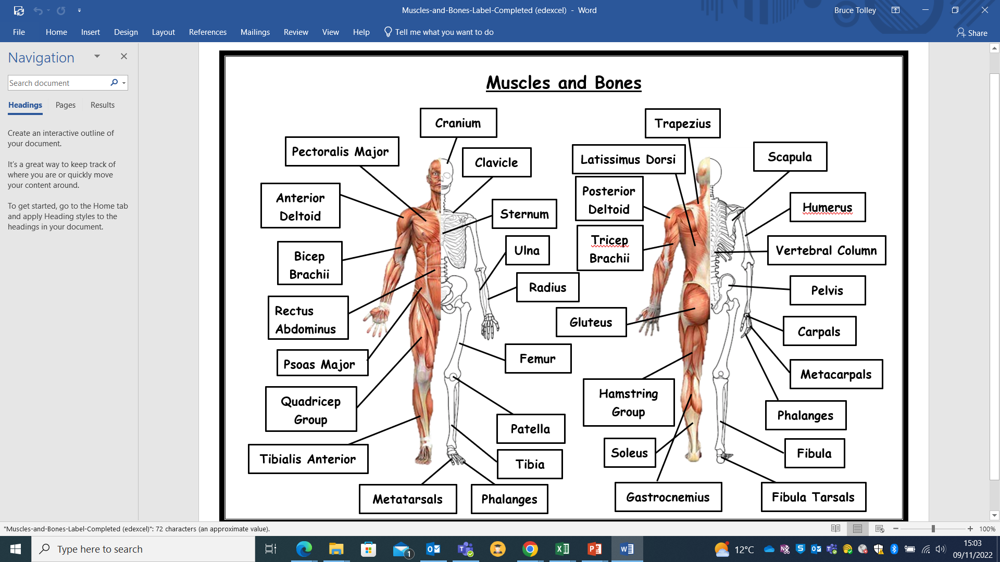 Muscles-and-Bones-Label-Completed (edexcel) - Word
Bruce Tolley
File Home Insert Design Layout References Mailings Review View Help Tell me what you want to do
Share
Navigation
Search document
Headings Pages Results
Create an interactive outline of
your document.
It's a great way to keep track of
where you are or quickly move
your content around.
To get started, go to the Home tab
and apply Heading styles to the
headings in your document.
Muscles and Bones
Cranium
Pectoralis Major
Clavicle
Anterior
Deltoid
Sternum
Bicep
Brachii
Ulna
Radius
Rectus
Abdominus
Psoas Major
Femur
Quadricep
Group
Patella
Tibialis Anterior
Tibia
Metatarsals
Phalanges
Trapezius
Latissimus Dorsi
Scapula
Posterior
Deltoid
Humerus
Tricep
Brachii
Vertebral Column
Pelvis
Gluteus
Carpals
Metacarpals
Hamstring
Group
Phalanges
Soleus
Fibula
Gastrocnemius
Fibula Tarsals
"Muscles-and-Bones-Label-Completed (edexcel)": 72 characters (an approximate value).
100%
Type here to search
1
12°C
15:03
09/11/2022